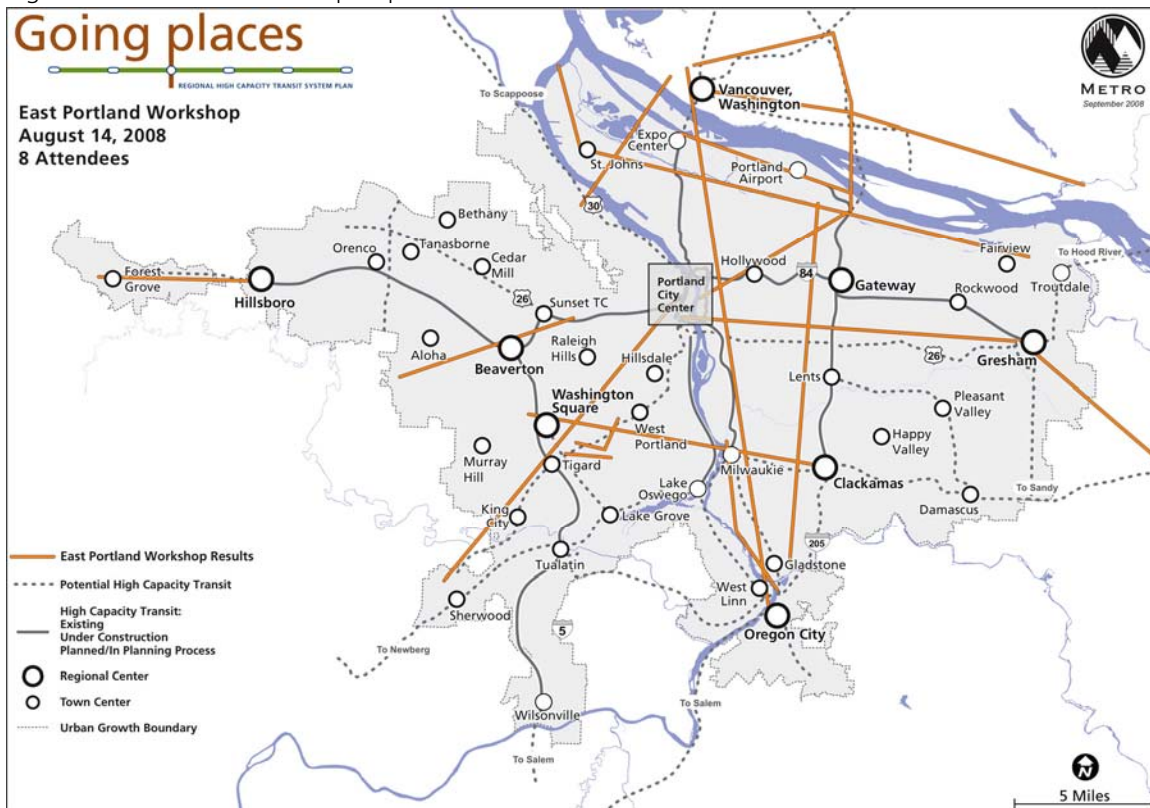 Going places
REGIONAL HIGH CAPACITY TRANSIT SYSTEM PLAN
East Portland Workshop
August 14, 2008
8 Attendees
METRO
September 2008
To Scappoose
Vancouver,
Washington
Expo
Center
St. Johns
Portland
Airport
30
Bethany
Tanasborne
Orenco
Cedar
Mill
Forest
Grove
Hillsboro
26
Sunset TC
Portland
City
Center
Hollywood
84
Gateway
Fairview
To Hood River
Rockwood
Troutdale
Aloha
Beaverton
Raleigh
Hills
Hillsdale
26
Gresham
Lents
Washington
Square
West
Portland
Pleasant
Valley
Happy
Valley
Murray
Hill
Tigard
Milwaukie
Clackamas
Lake
Oswego
To Sandy
Damascus
King
City
Lake Grove
205
Tualatin
Gladstone
West
Linn
Sherwood
Oregon City
5
To Newberg
To Salem
Wilsonville
To Salem
East Portland Workshop Results
Potential High Capacity Transit
High Capacity Transit:
Existing
Under Construction
Planned/In Planning Process
Regional Center
Town Center
Urban Growth Boundary
N
5 Miles